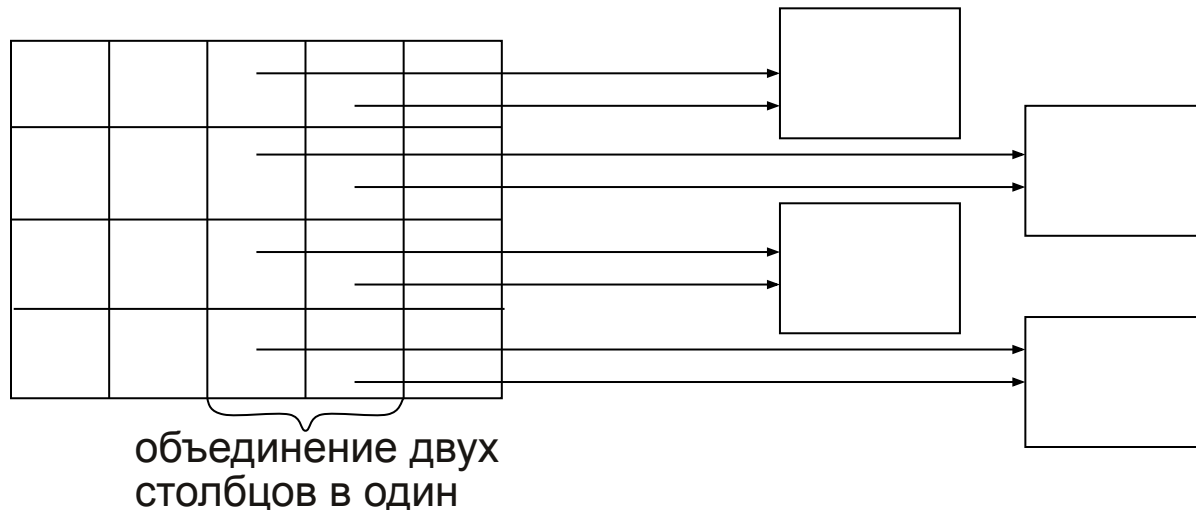 объединение двух
столбцов в один